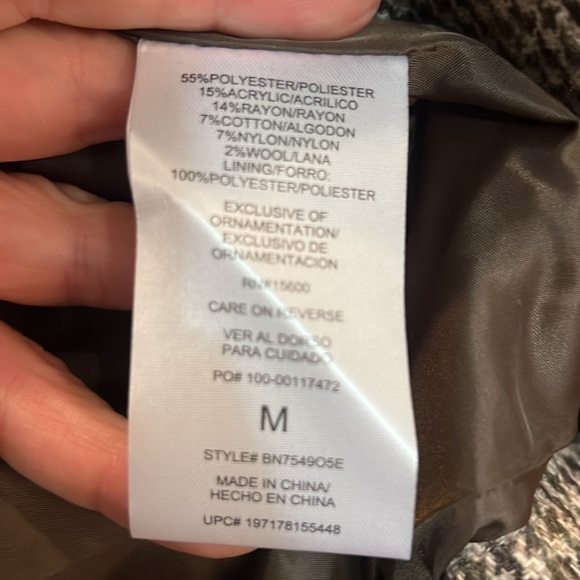 55%POLYESTER/POLIESTER
15%ACRYLIC/ACRILICO
14%RAYON/RAYON
7%COTTON/ALGODON
7%NYLON/NYLON
2%WOOL/LANA
LINING/FORRO:
100%POLYESTER/POLIESTER
EXCLUSIVE OF
ORNAMENTATION/
EXCLUSIVO DE
ORNAMENTACION
RN#15600
CARE ON REVERSE
VER AL DORSO
PARA CUIDADO
PO# 100-00117472
M
STYLE# BN7549O5E
MADE IN CHINA/
HECHO EN CHINA
UPC# 197178155448